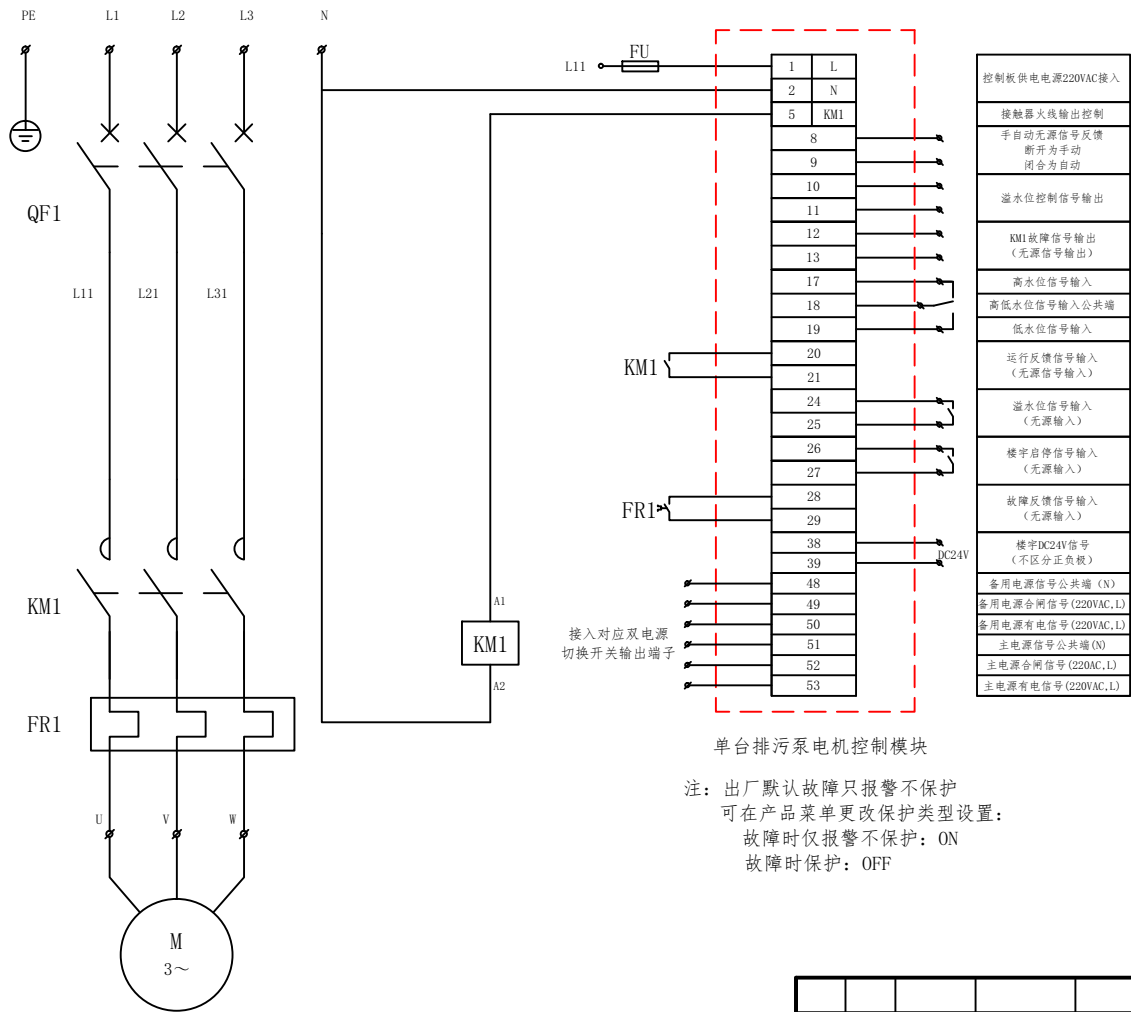 PE L1 L2 L3 N
QF1
L11 L21 L31
KM1
FR1
U V W
M
3～
A1
KM1
A2
L11 FU
KM1
FR1
接入对应双电源
切换开关输出端子
1 L
2 N
5 KM1
8
9
10
11
12
13
17
18
19
20
21
24
25
26
27
28
29
38
39
48
49
50
51
52
53
DC24V
控制板供电电源220VAC接入
接触器火线输出控制
手自动无源信号反馈
断开为手动
闭合为自动
溢水位控制信号输出
KM1故障信号输出
（无源信号输出）
高水位信号输入
高低水位信号输入公共端
低水位信号输入
运行反馈信号输入
（无源信号输入）
溢水位信号输入
（无源输入）
楼宇启停信号输入
（无源输入）
故障反馈信号输入
（无源输入）
楼宇DC24V信号
（不区分正负极）
备用电源信号公共端（N）
备用电源合闸信号(220VAC,L)
备用电源有电信号(220VAC,L)
主电源信号公共端(N)
主电源合闸信号(220AC,L)
主电源有电信号(220VAC,L)
单台排污泵电机控制模块
注：出厂默认故障只报警不保护
可在产品菜单更改保护类型设置：
故障时仅报警不保护：ON
故障时保护：OFF